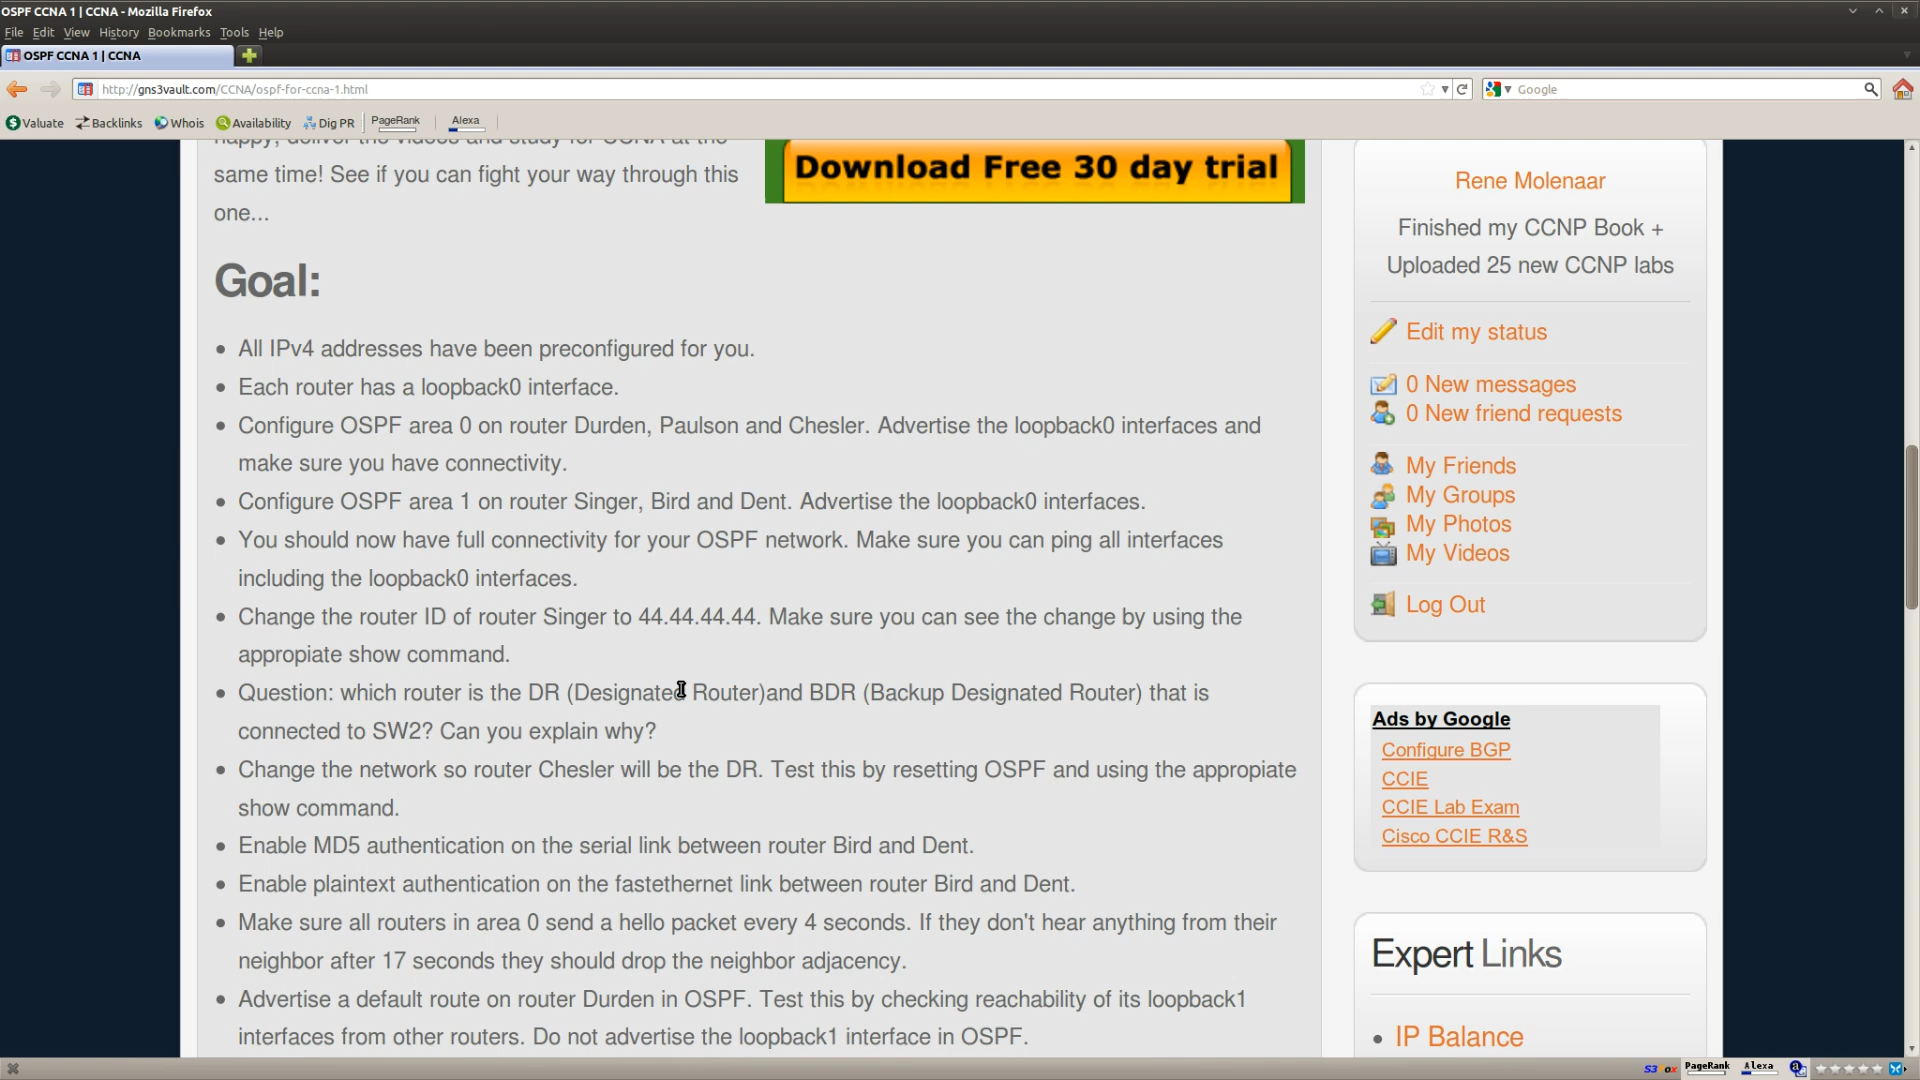 OSPF CCNA 1 | CCNA - Mozilla Firefox
File Edit View History Bookmarks Tools Help
OSPF CCNA 1 | CCNA
http://gns3vault.com/CCNA/ospf-for-ccna-1.html
Google
Valuate Backlinks Whois Availability Dig PR PageRank Alexa
happy, deliver the videos and study for CCNA at the
same time! See if you can fight your way through this
one...
Download Free 30 day trial
Goal:
All IPv4 addresses have been preconfigured for you.
Each router has a loopback0 interface.
Configure OSPF area 0 on router Durden, Paulson and Chesler. Advertise the loopback0 interfaces and
make sure you have connectivity.
Configure OSPF area 1 on router Singer, Bird and Dent. Advertise the loopback0 interfaces.
You should now have full connectivity for your OSPF network. Make sure you can ping all interfaces
including the loopback0 interfaces.
Change the router ID of router Singer to 44.44.44.44. Make sure you can see the change by using the
appropiate show command.
Question: which router is the DR (Designated Router)and BDR (Backup Designated Router) that is
connected to SW2? Can you explain why?
Change the network so router Chesler will be the DR. Test this by resetting OSPF and using the appropiate
show command.
Enable MD5 authentication on the serial link between router Bird and Dent.
Enable plaintext authentication on the fastethernet link between router Bird and Dent.
Make sure all routers in area 0 send a hello packet every 4 seconds. If they don't hear anything from their
neighbor after 17 seconds they should drop the neighbor adjacency.
Advertise a default route on router Durden in OSPF. Test this by checking reachability of its loopback1
interfaces from other routers. Do not advertise the loopback1 interface in OSPF.
Rene Molenaar
Finished my CCNP Book +
Uploaded 25 new CCNP labs
Edit my status
0 New messages
0 New friend requests
My Friends
My Groups
My Photos
My Videos
Log Out
Ads by Google
Configure BGP
CCIE
CCIE Lab Exam
Cisco CCIE R&S
Expert Links
IP Balance
S3 ox PageRank Alexa a